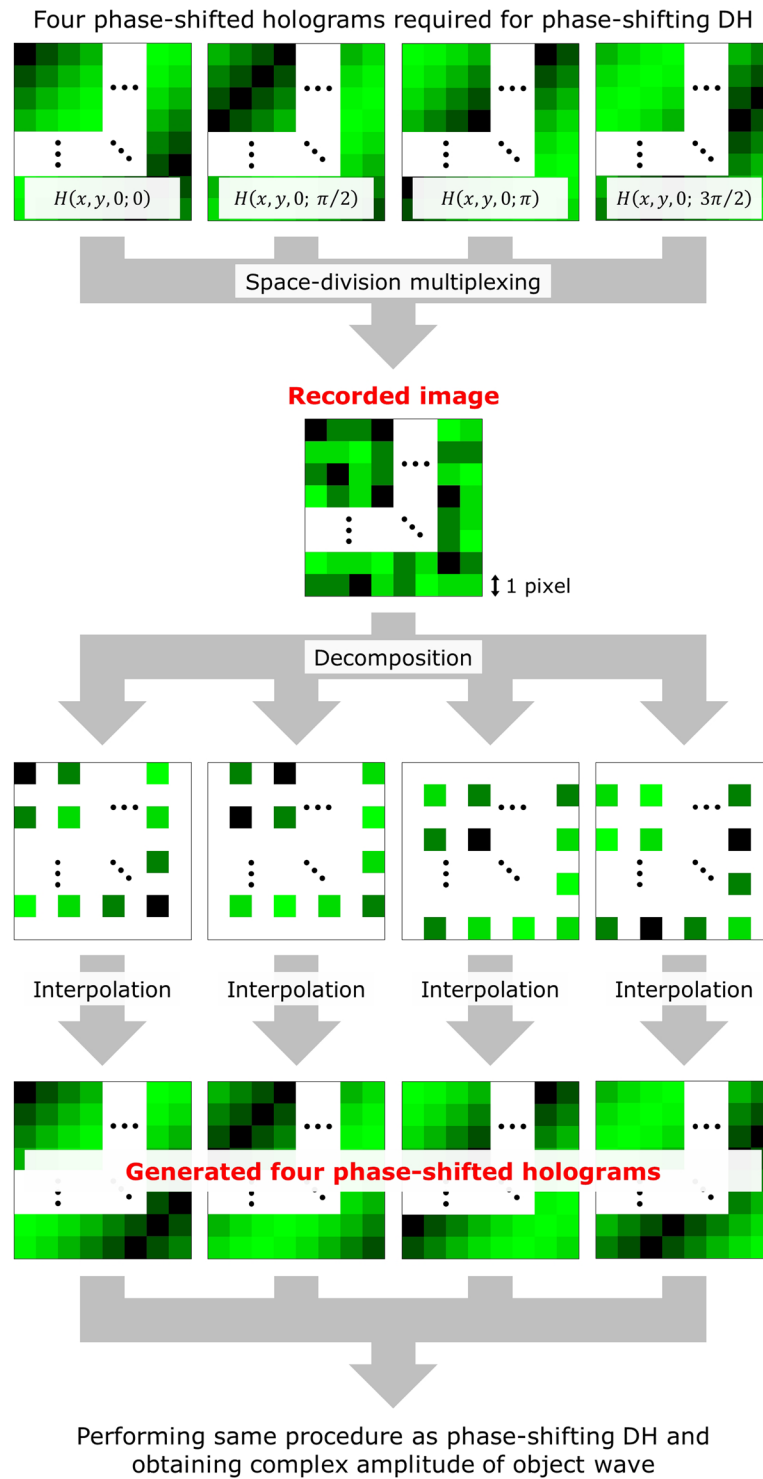 Four phase-shifted holograms required for phase-shifting DH
H(x, y, 0; 0)
H(x, y, 0; π/2)
H(x, y, 0; π)
H(x, y, 0; 3π/2)
Space-division multiplexing
Recorded image
1 pixel
Decomposition
Interpolation
Interpolation
Interpolation
Interpolation
Generated four phase-shifted holograms
Performing same procedure as phase-shifting DH and
obtaining complex amplitude of object wave